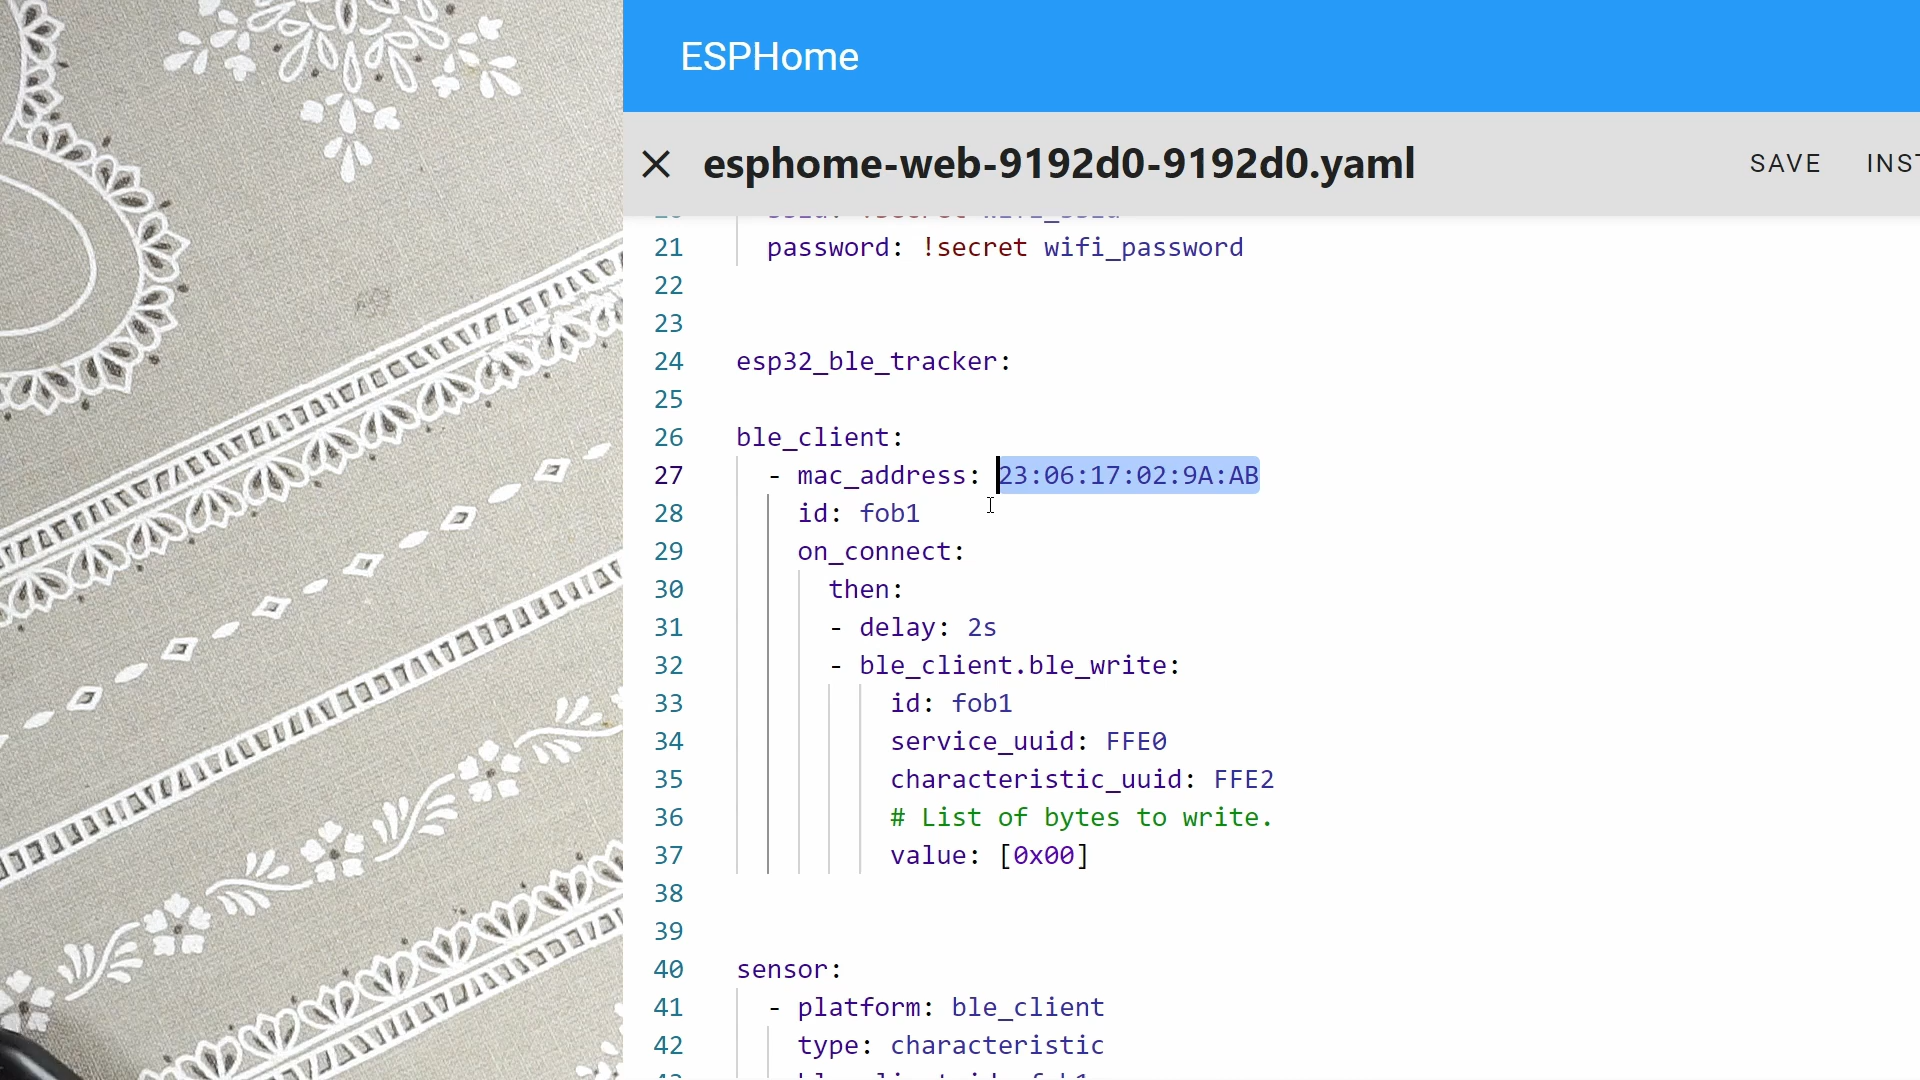 ESPHome
esphome-web-9192d0-9192d0.yaml
SAVE
21 password: !secret wifi_password
22
23
24 esp32_ble_tracker:
25
26 ble_client:
27 - mac_address: 23:06:17:02:9A:AB
28 id: fob1
29 on_connect:
30 then:
31 - delay: 2s
32 - ble_client.ble_write:
33 id: fob1
34 service_uuid: FFE0
35 characteristic_uuid: FFE2
36 # List of bytes to write.
37 value: [0x00]
38
39
40 sensor:
41 - platform: ble_client
42 type: characteristic